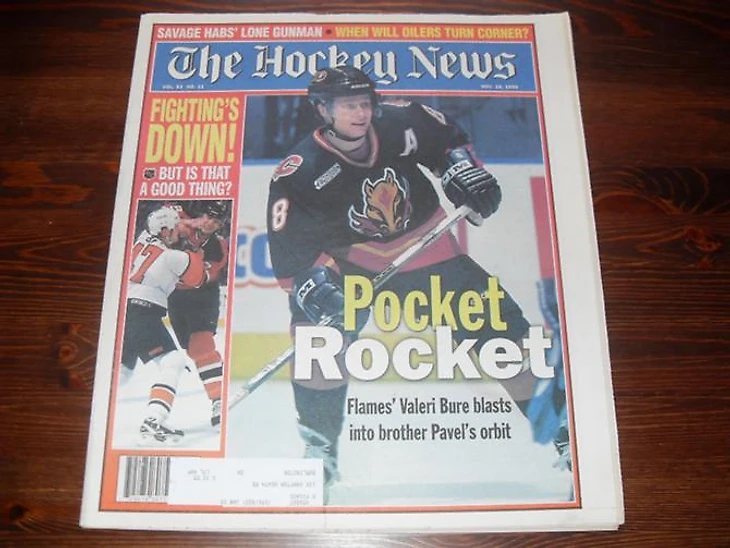 SAVAGE HABS' LONE GUNMAN • WHEN WILL OILERS TURN CORNER?
The Hockey News
FIGHTING'S
DOWN!
BUT IS THAT
A GOOD THING?
A
8
Pocket
Rocket
Flames' Valeri Bure blasts
into brother Pavel's orbit